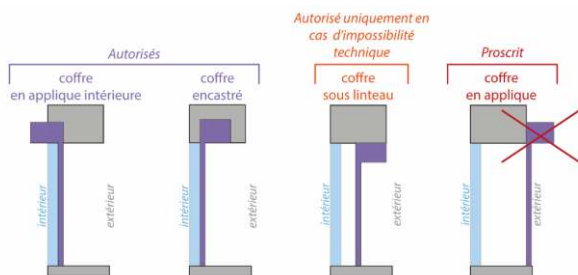 Autorisés
Autorisé uniquement en
cas d'impossibilité
technique
Proscrit
coffre
en applique intérieure
coffre
encastré
coffre
sous linteau
coffre
en applique
intérieur
extérieur
intérieur
extérieur
intérieur
extérieur
intérieur
extérieur